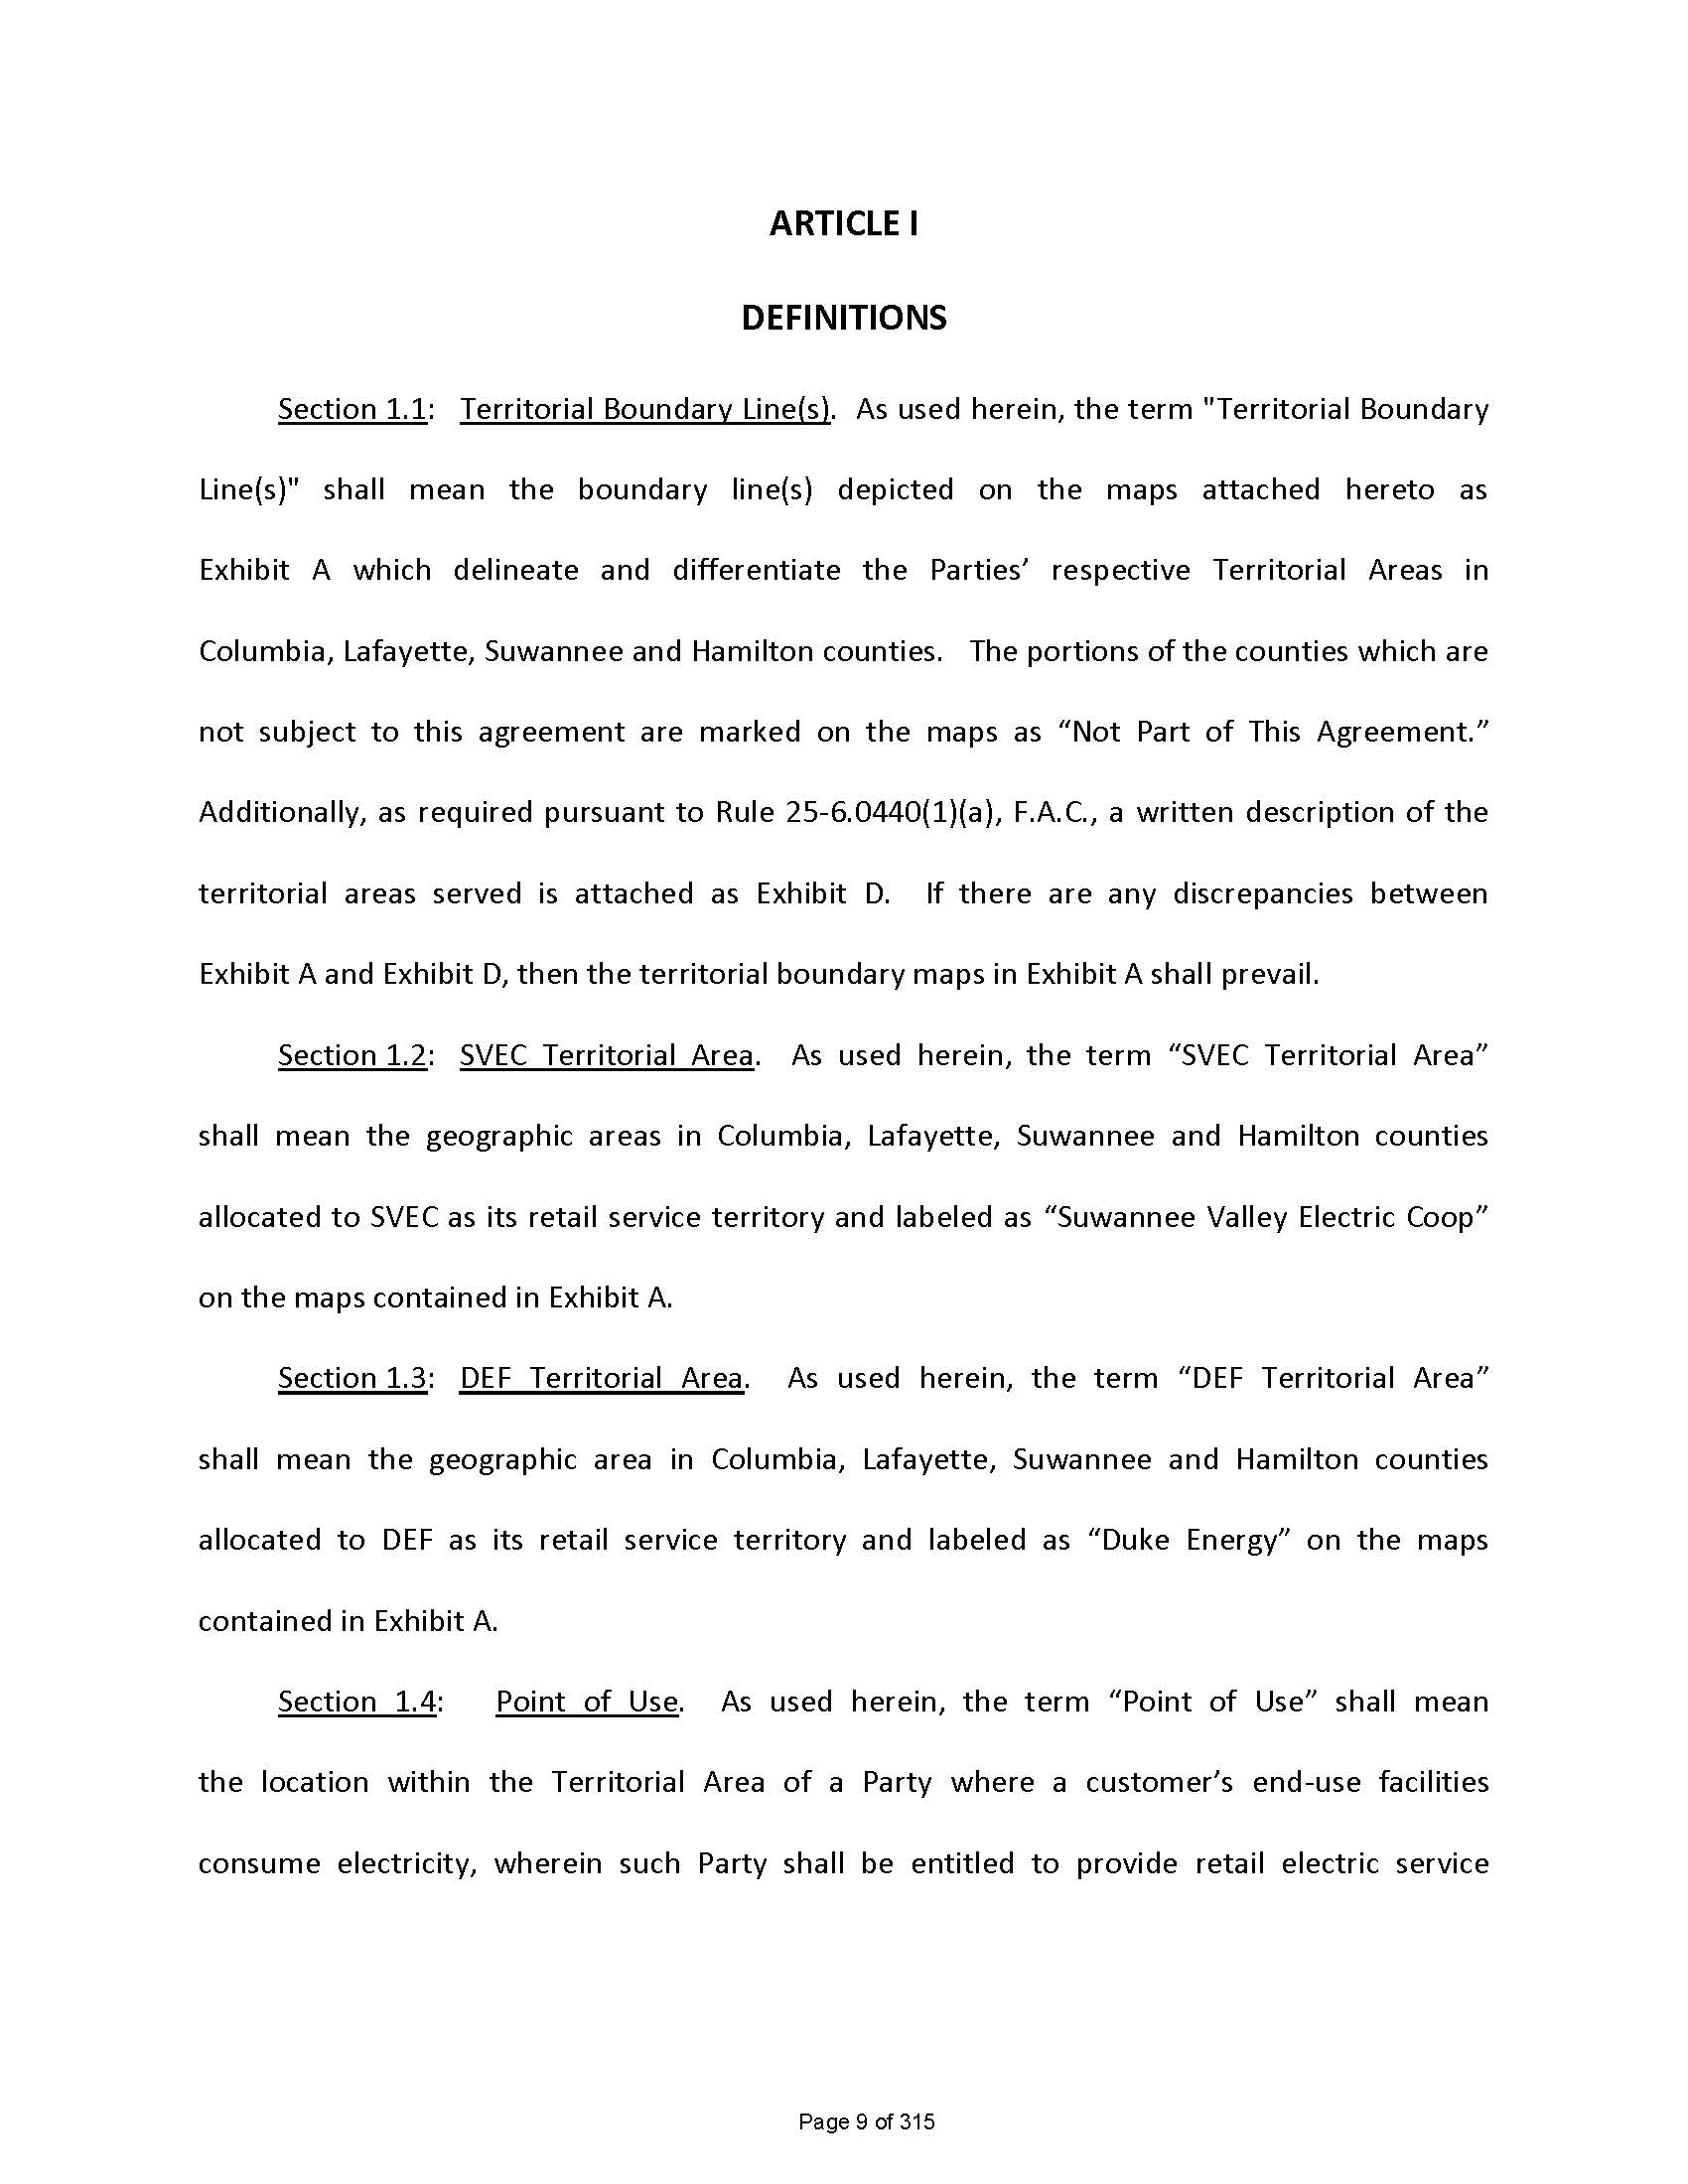 ARTICLE I
DEFINITIONS
Section 1.1: Territorial Boundary Line(s). As used herein, the term "Territorial Boundary
Line(s)" shall mean the boundary line(s) depicted on the maps attached hereto as
Exhibit A which delineate and differentiate the Parties’ respective Territorial Areas in
Columbia, Lafayette, Suwannee and Hamilton counties. The portions of the counties which are
not subject to this agreement are marked on the maps as “Not Part of This Agreement.”
Additionally, as required pursuant to Rule 25-6.0440(1)(a), F.A.C., a written description of the
territorial areas served is attached as Exhibit D. If there are any discrepancies between
Exhibit A and Exhibit D, then the territorial boundary maps in Exhibit A shall prevail.
Section 1.2: SVEC Territorial Area. As used herein, the term “SVEC Territorial Area”
shall mean the geographic areas in Columbia, Lafayette, Suwannee and Hamilton counties
allocated to SVEC as its retail service territory and labeled as “Suwannee Valley Electric Coop”
on the maps contained in Exhibit A.
Section 1.3: DEF Territorial Area. As used herein, the term “DEF Territorial Area”
shall mean the geographic area in Columbia, Lafayette, Suwannee and Hamilton counties
allocated to DEF as its retail service territory and labeled as “Duke Energy” on the maps
contained in Exhibit A.
Section 1.4: Point of Use. As used herein, the term “Point of Use” shall mean
the location within the Territorial Area of a Party where a customer’s end-use facilities
consume electricity, wherein such Party shall be entitled to provide retail electric service
Page 9 of 315